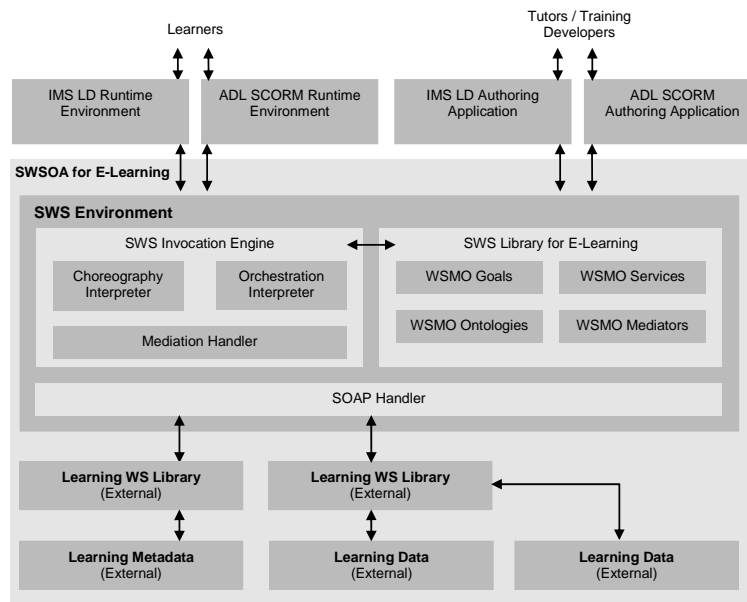 Learners
Tutors / Training
Developers
IMS LD Runtime
Environment
ADL SCORM Runtime
Environment
IMS LD Authoring
Application
ADL SCORM
Authoring Application
SWSOA for E-Learning
SWS Environment
SWS Invocation Engine
SWS Library for E-Learning
Choreography
Interpreter
Orchestration
Interpreter
WSMO Goals
WSMO Services
Mediation Handler
WSMO Ontologies
WSMO Mediators
SOAP Handler
Learning WS Library
(External)
Learning WS Library
(External)
Learning Metadata
(External)
Learning Data
(External)
Learning Data
(External)